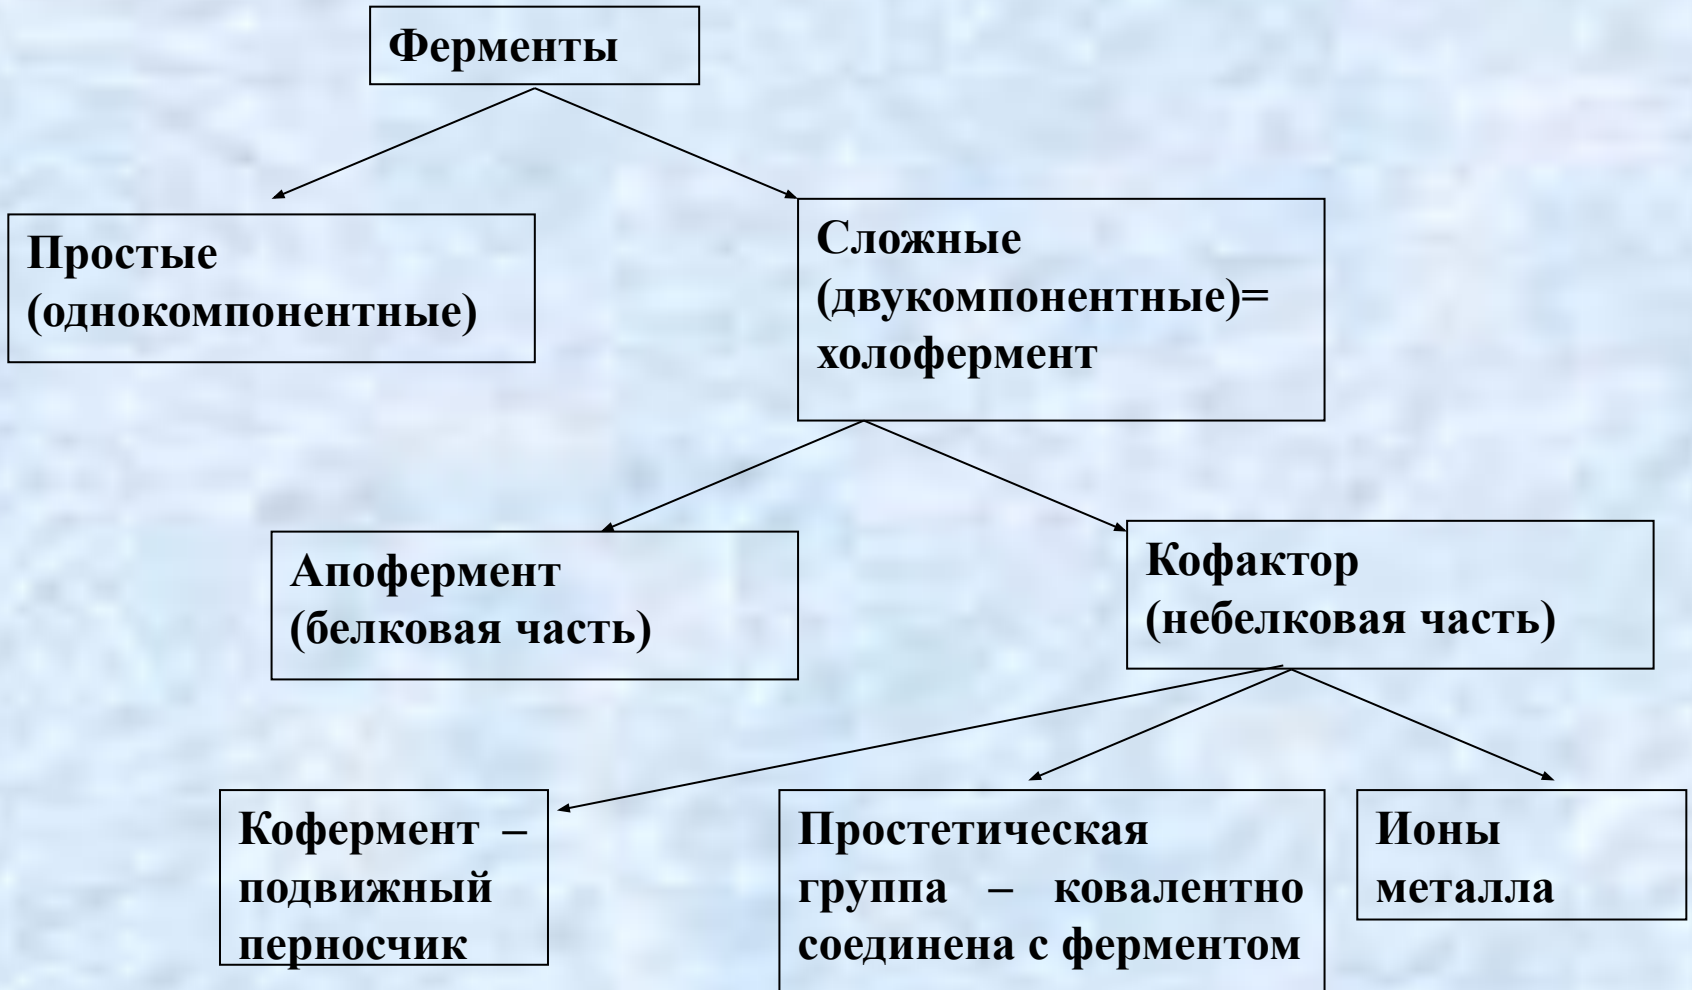 Ферменты
Простые
(однокомпонентные)
Сложные
(двукомпонентные)=
холофермент
Апофермент
(белковая часть)
Кофактор
(небелковая часть)
Кофермент –
подвижный
перносчик
Простетическая
группа – ковалентно
соединена с ферментом
Ионы
металла